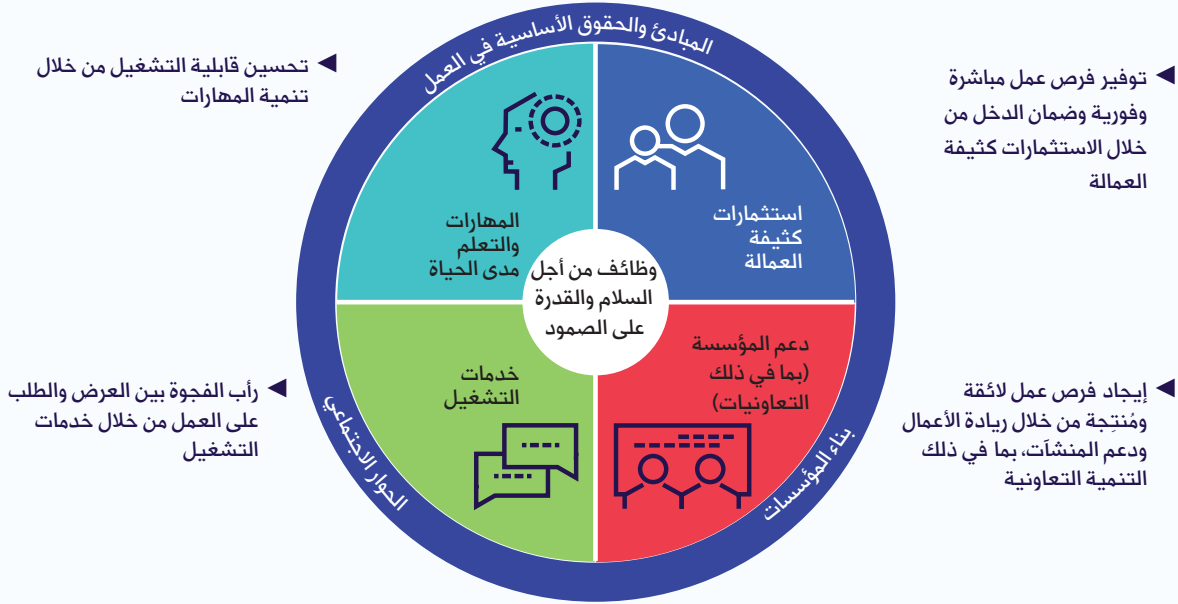 المبادئ والحقوق الأساسية في العمل
توفير فرص عمل مباشرة
وفورية وضمان الدخل من
خلال الاستثمارات كثيفة
العمالة
استثمارات
كثيفة
العمالة
تحسين قابلية التشغيل من خلال
تنمية المهارات
المهارات
والتعلم
مدى الحياة
وظائف من أجل
السلام والقدرة
على الصمود
دعم المؤسسة
(بما في ذلك
التعاونيات)
إيجاد فرص عمل لائقة
ومُنتِجة من خلال ريادة الأعمال
ودعم المنشآت، بما في ذلك
التنمية التعاونية
خدمات
التشغيل
رأب الفجوة بين العرض والطلب
على العمل من خلال خدمات
التشغيل
بناء المؤسسات
الحوار الاجتماعي